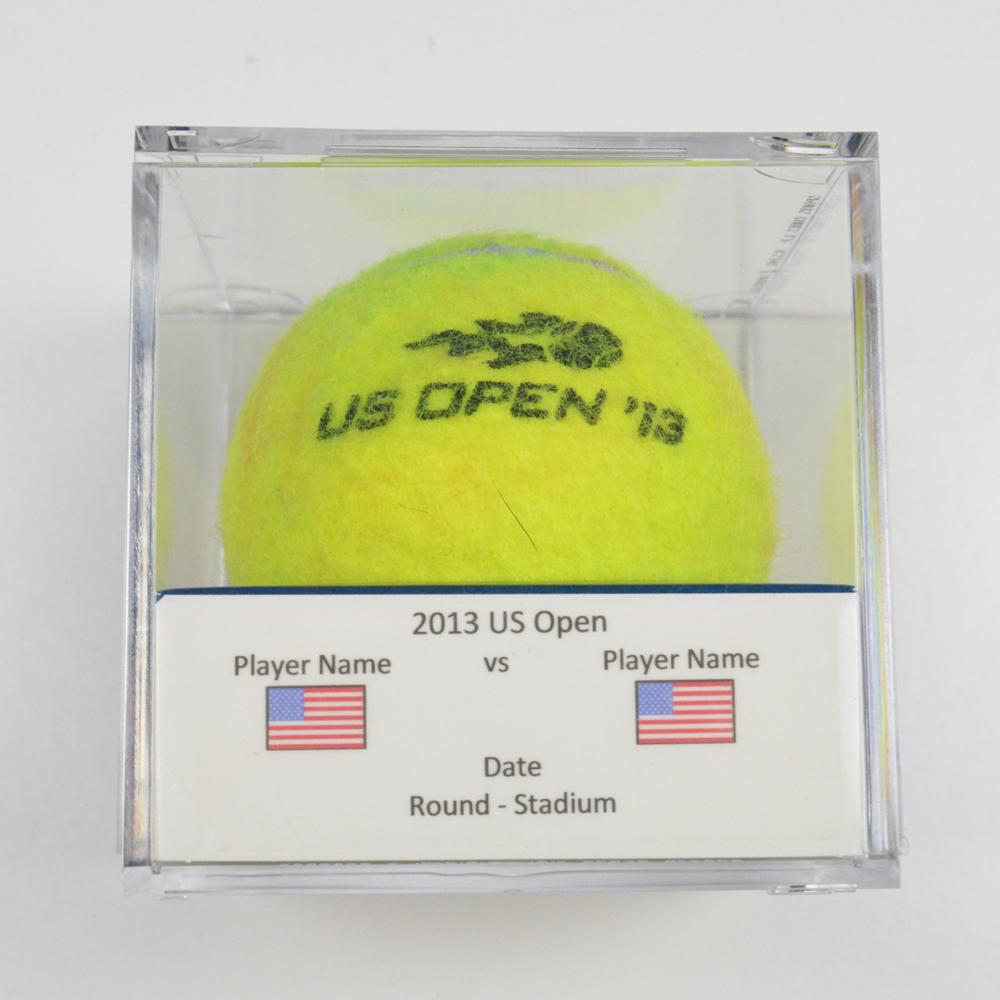 US OPEN '13
2013 US Open
Player Name vs Player Name
Date
Round - Stadium